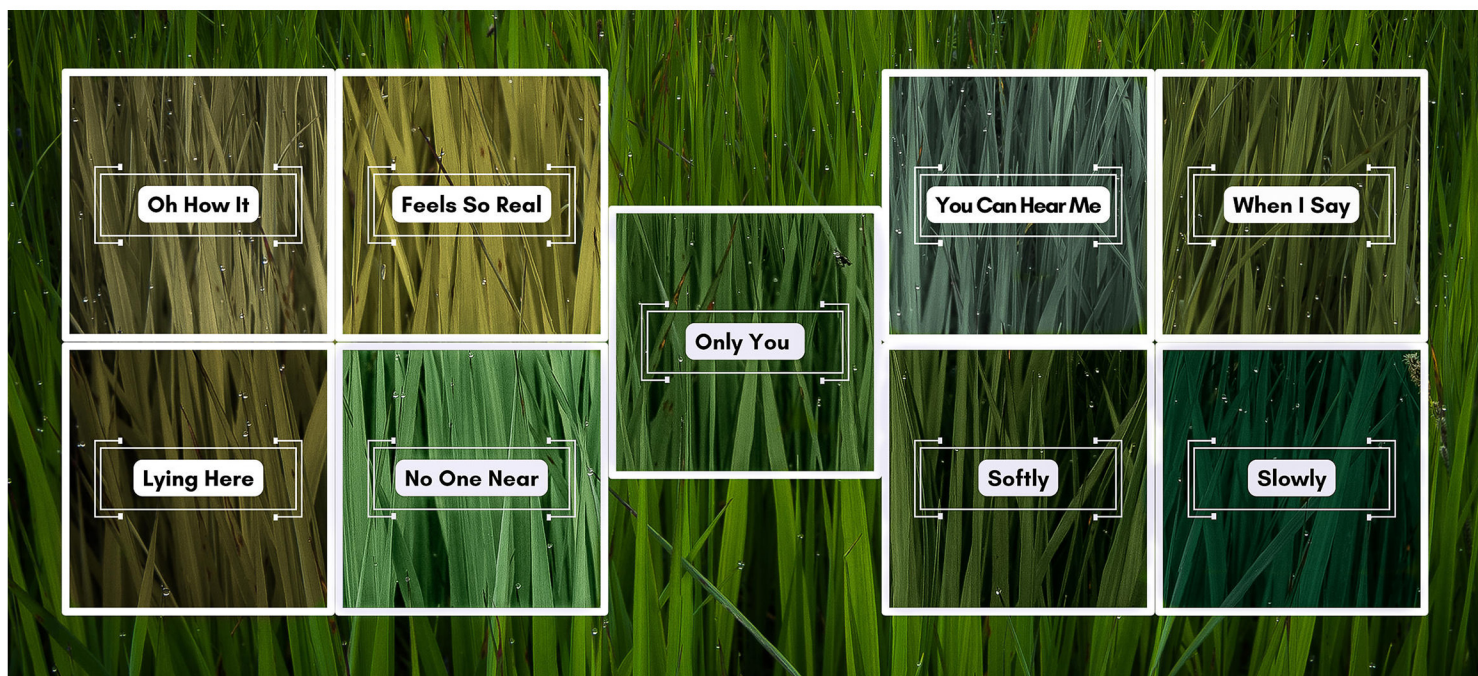 Oh How It
Feels So Real
Lying Here
No One Near
Only You
You Can Hear Me
When I Say
Softly
Slowly